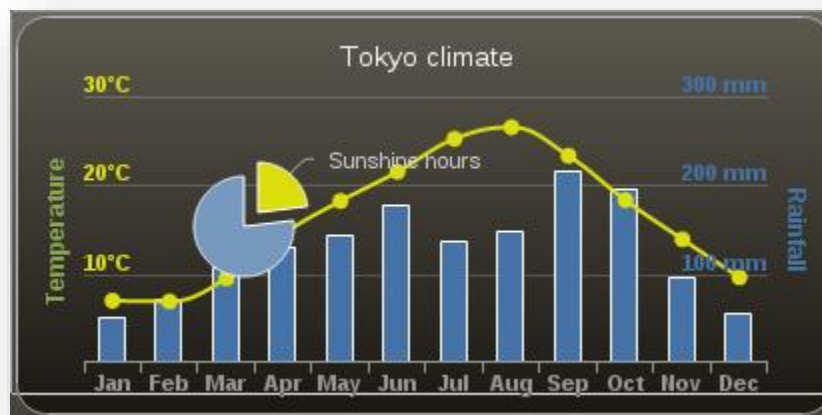 Tokyo climate
30°C
300 mm
Sunshine hours
20°C
200 mm
Temperature
Rainfall
10°C
100 mm
Jan Feb Mar Apr May Jun Jul Aug Sep Oct Nov Dec